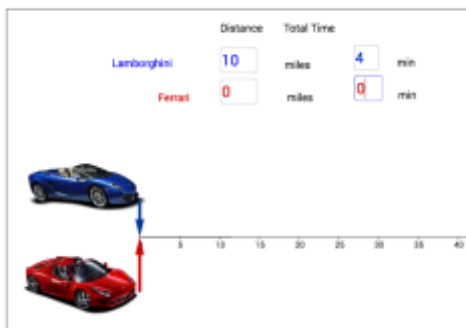 Distance Total Time
Lamborghini 10 miles 4 min
Ferrari 0 miles 0 min
5 10 15 20 25 30 35 40